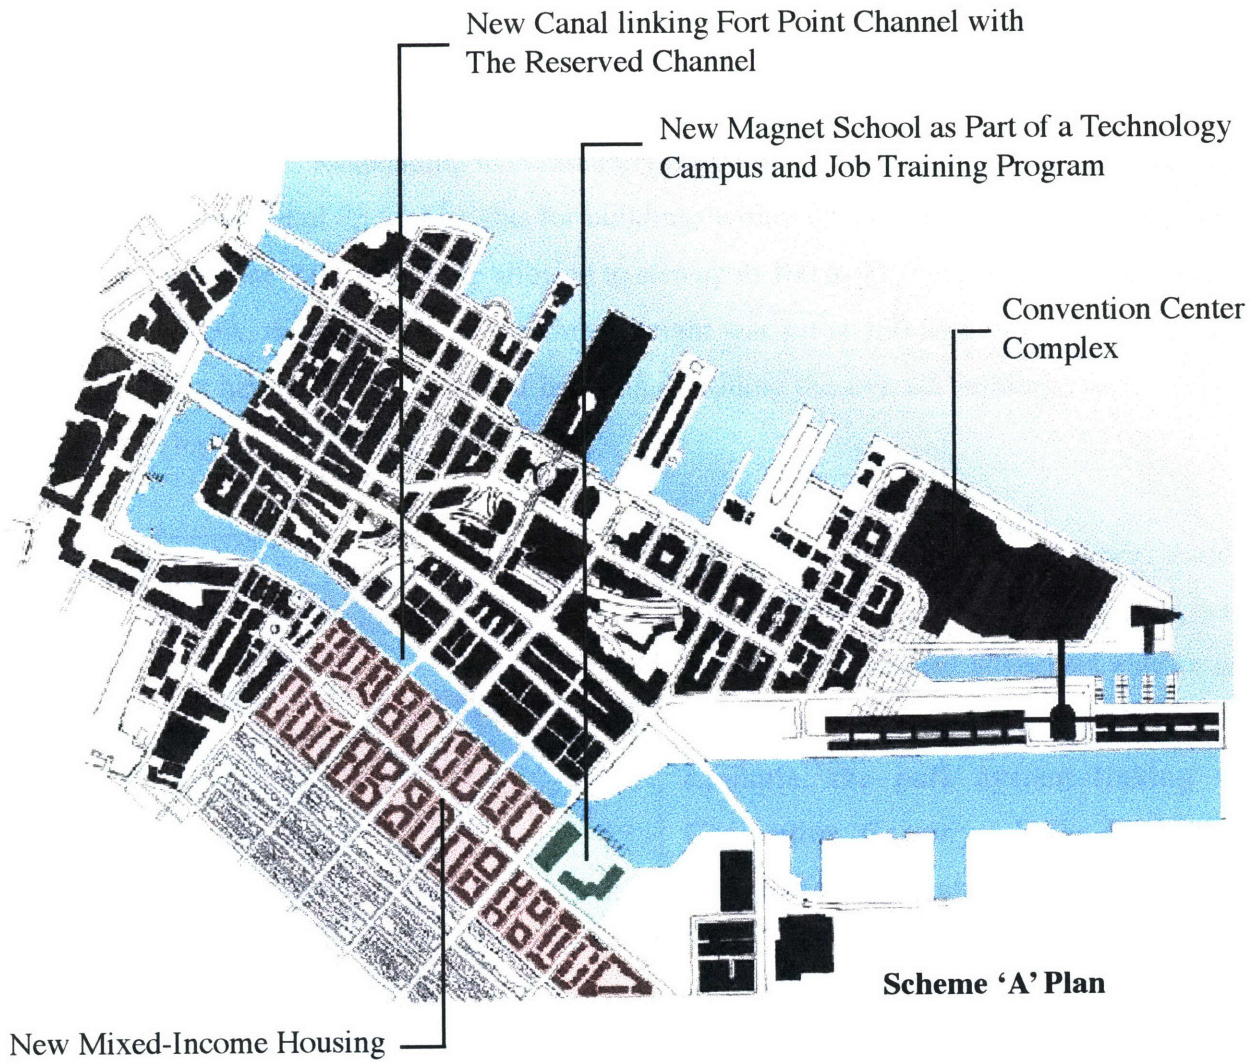 New Canal linking Fort Point Channel with
The Reserved Channel
New Magnet School as Part of a Technology
Campus and Job Training Program
Convention Center
Complex
Scheme ‘A’ Plan
New Mixed-Income Housing